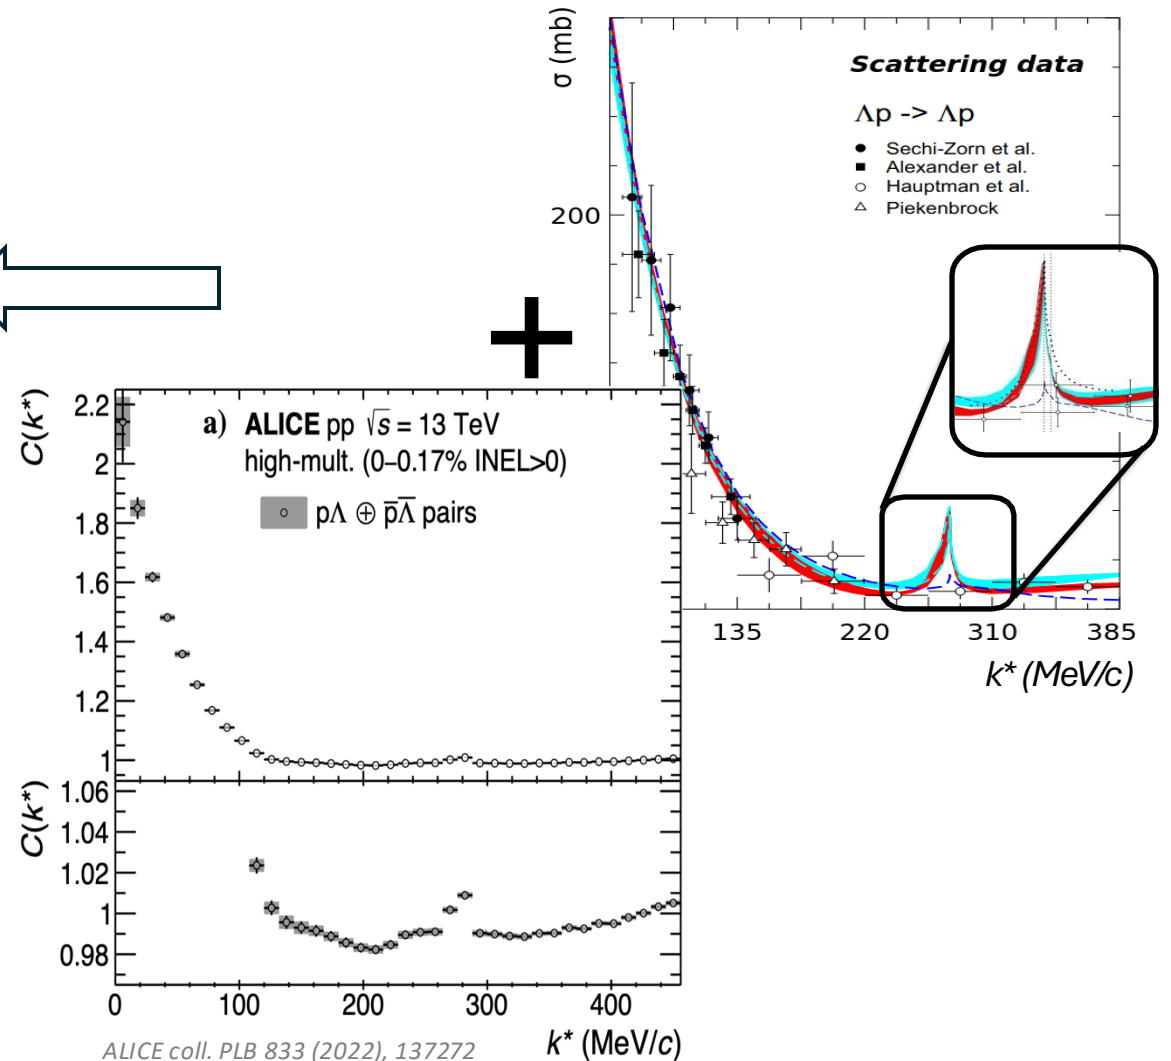 σ (mb)
Scattering data
Λp -> Λp
Sechi-Zorn et al.
Alexander et al.
Hauptman et al.
Piekenbrock
200
+
135 220 310 385
k* (MeV/c)
C(k*)
2.2
2
1.8
1.6
1.4
1.2
1
a) ALICE pp √s = 13 TeV
high-mult. (0–0.17% INEL>0)
pΛ ⊕ p̅Λ̅ pairs
C(k*)
1.06
1.04
1.02
1
0.98
0 100 200 300 400
k* (MeV/c)
ALICE coll. PLB 833 (2022), 137272